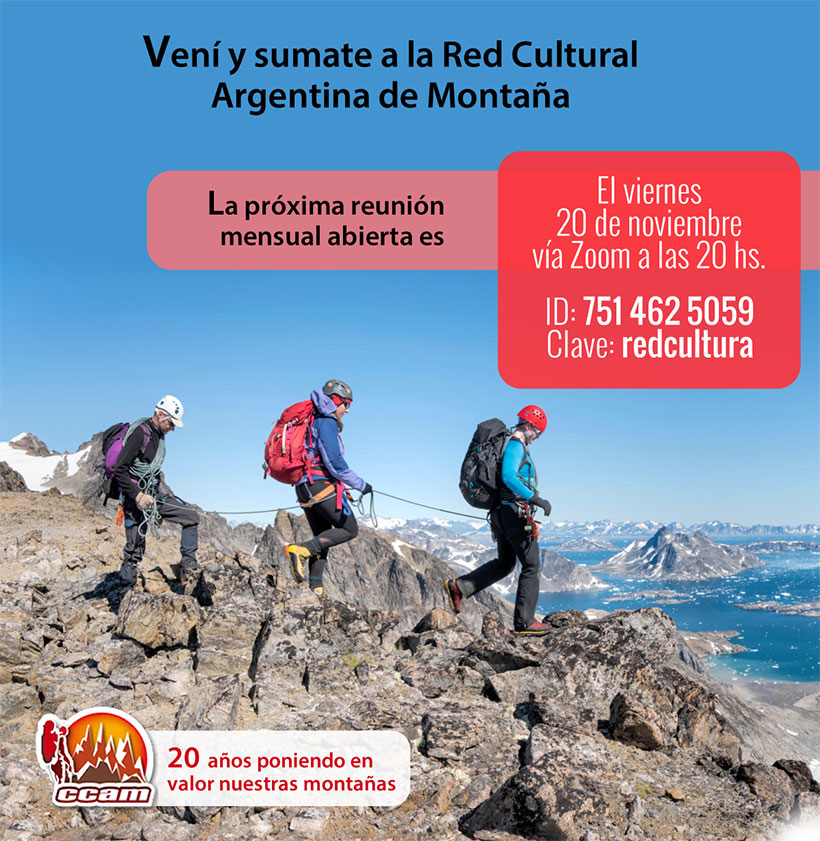 Vení y sumate a la Red Cultural
Argentina de Montaña
La próxima reunión
mensual abierta es
El viernes
20 de noviembre
vía Zoom a las 20 hs.
ID: 751 462 5059
Clave: redcultura
ccam
20 años poniendo en
valor nuestras montañas